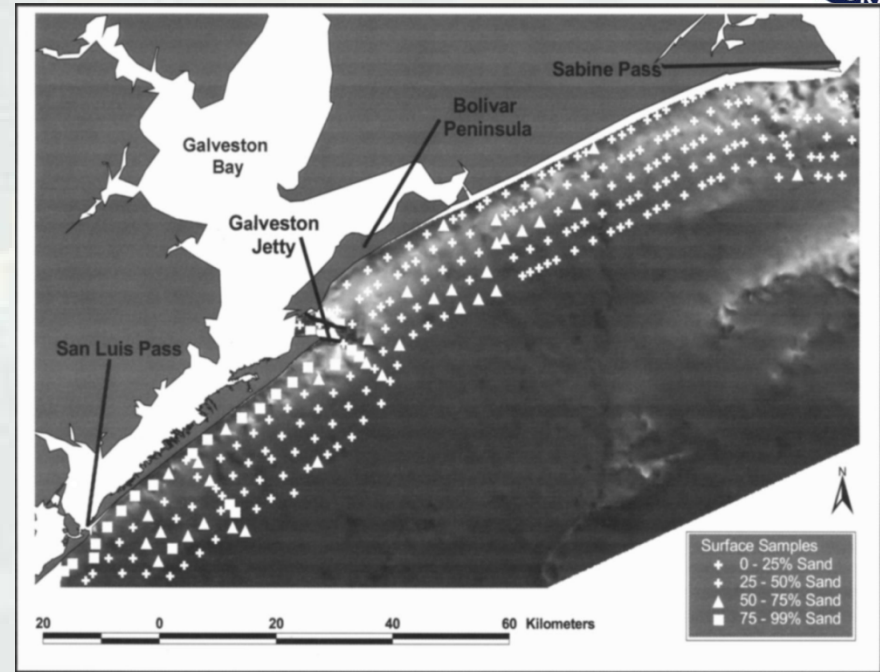 Sabine Pass
Bolivar
Peninsula
Galveston
Bay
Galveston
Jetty
San Luis Pass
N
Surface Samples
0 - 25% Sand
25 - 50% Sand
50 - 75% Sand
75 - 99% Sand
20 0 20 40 60 Kilometers